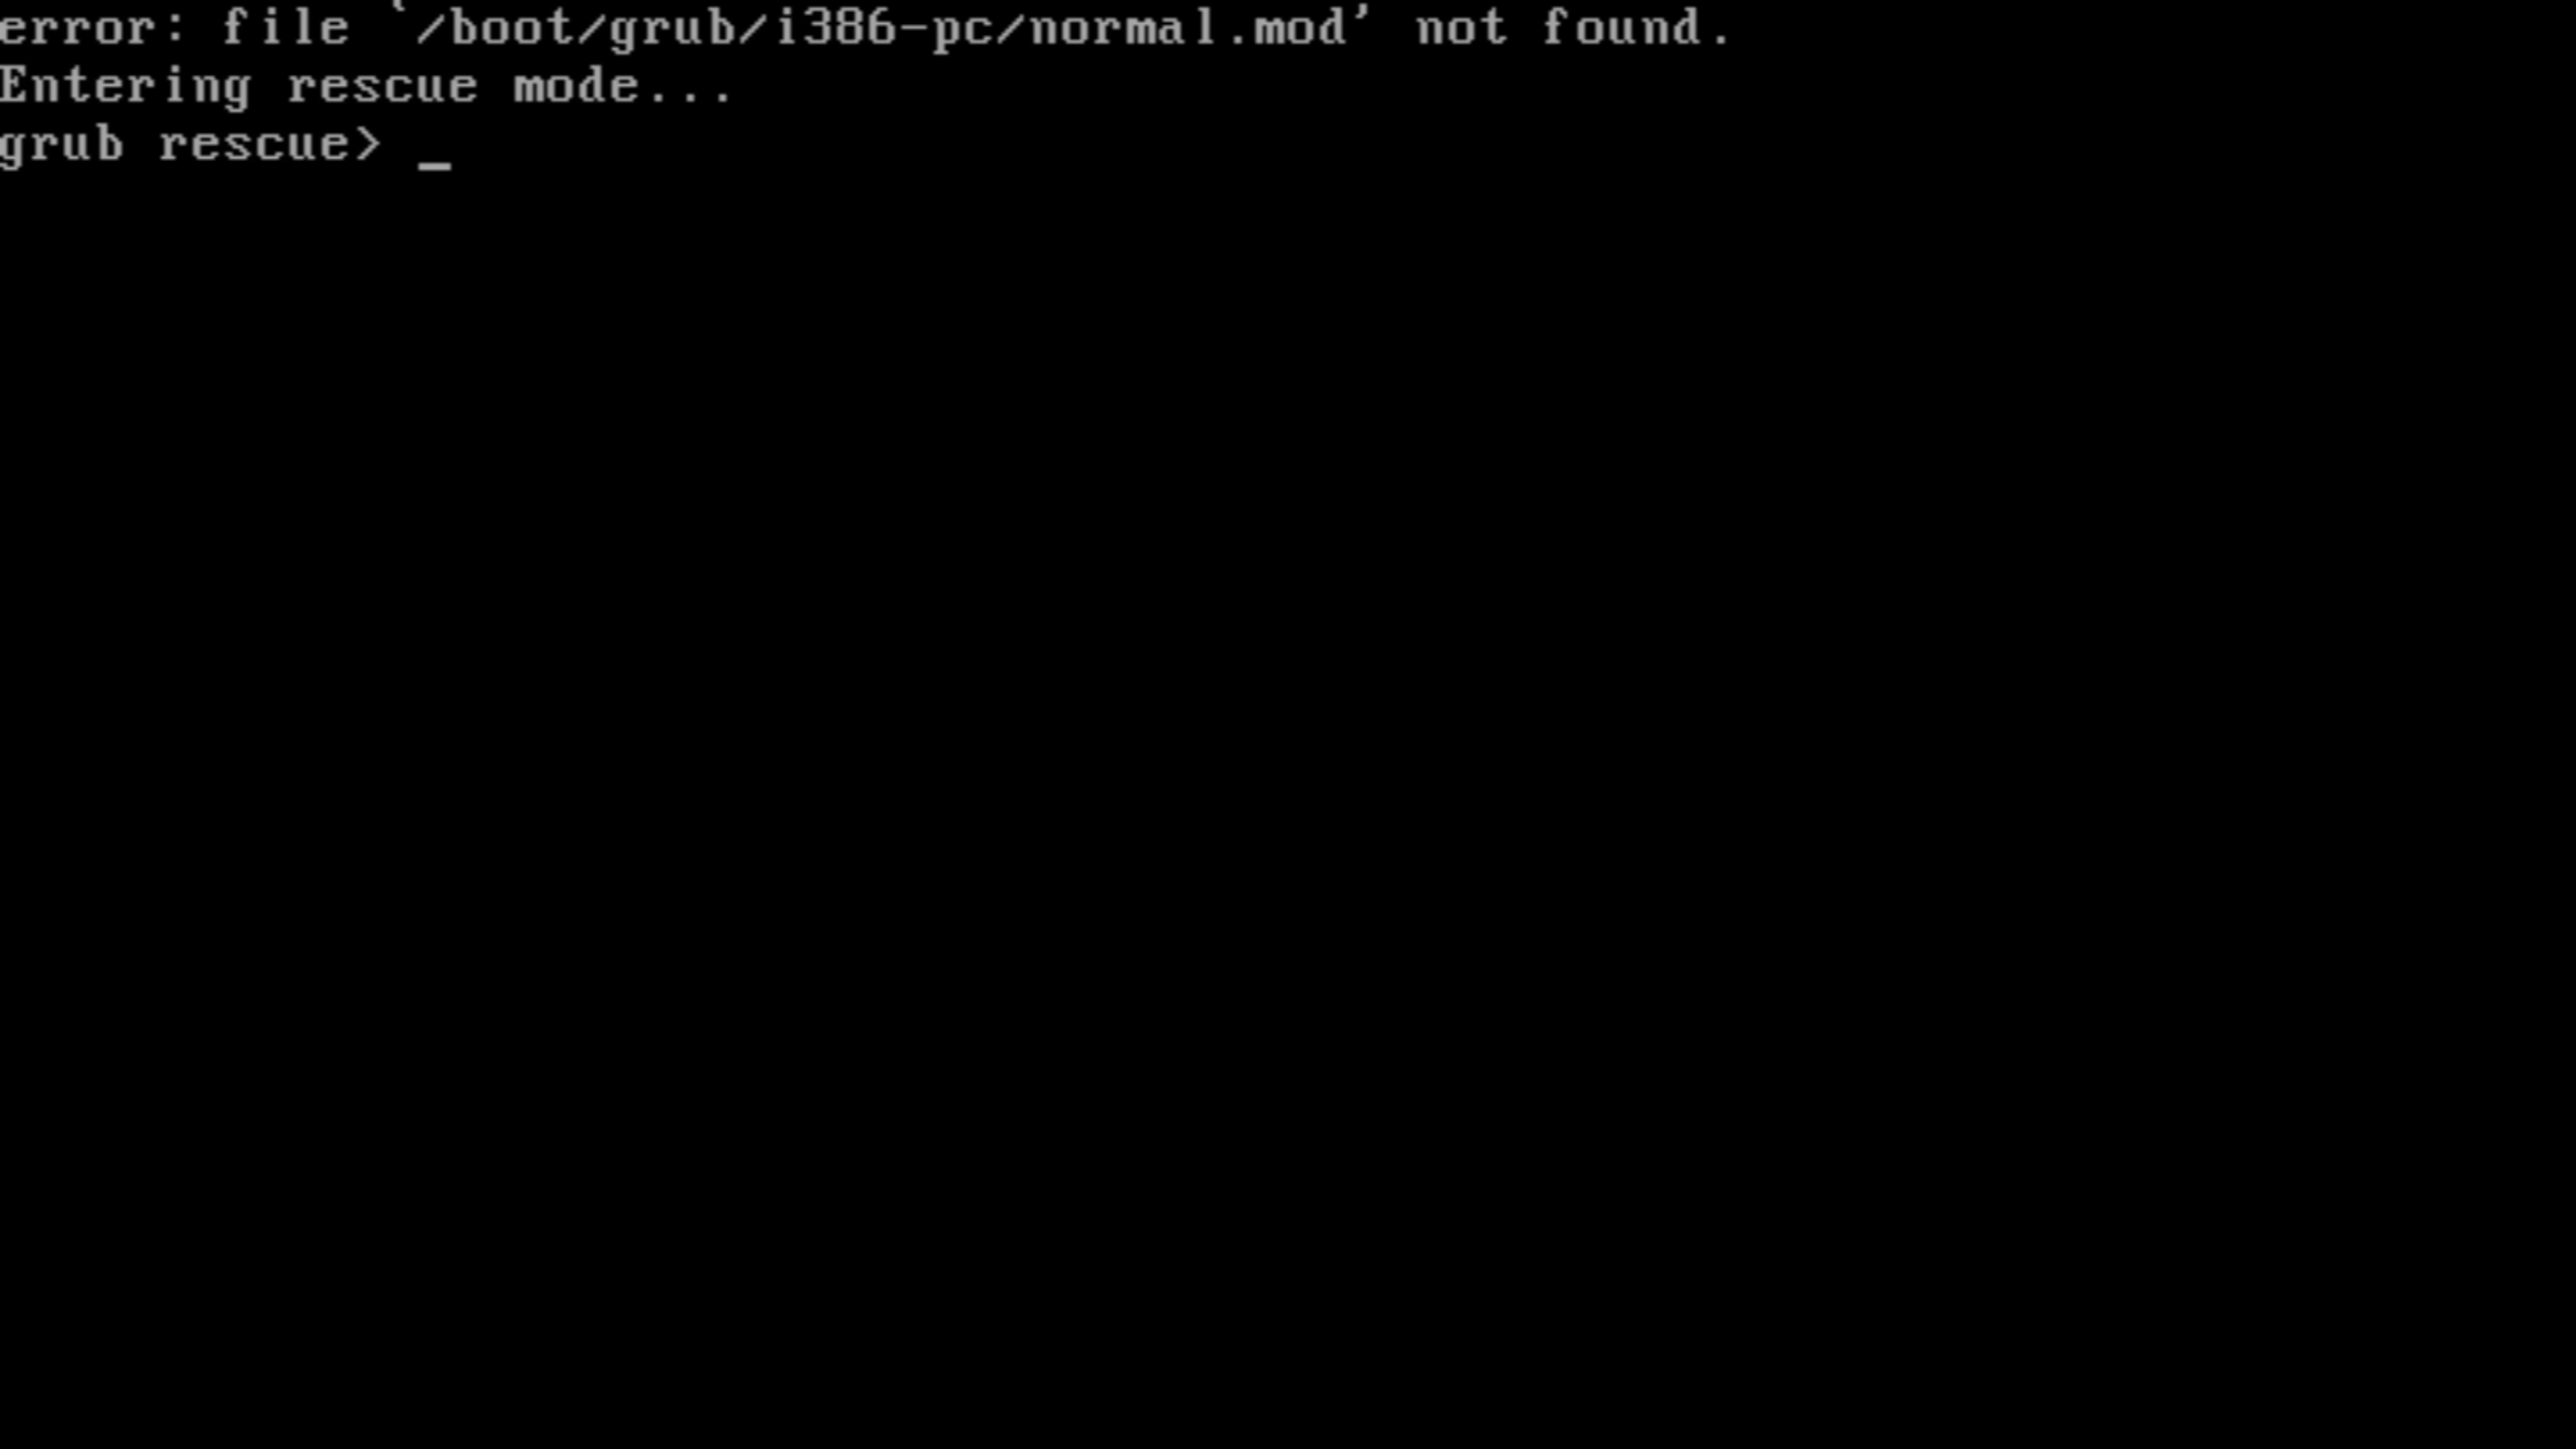 error: file `/boot/grub/i386-pc/normal.mod' not found.
Entering rescue mode...
grub rescue> _